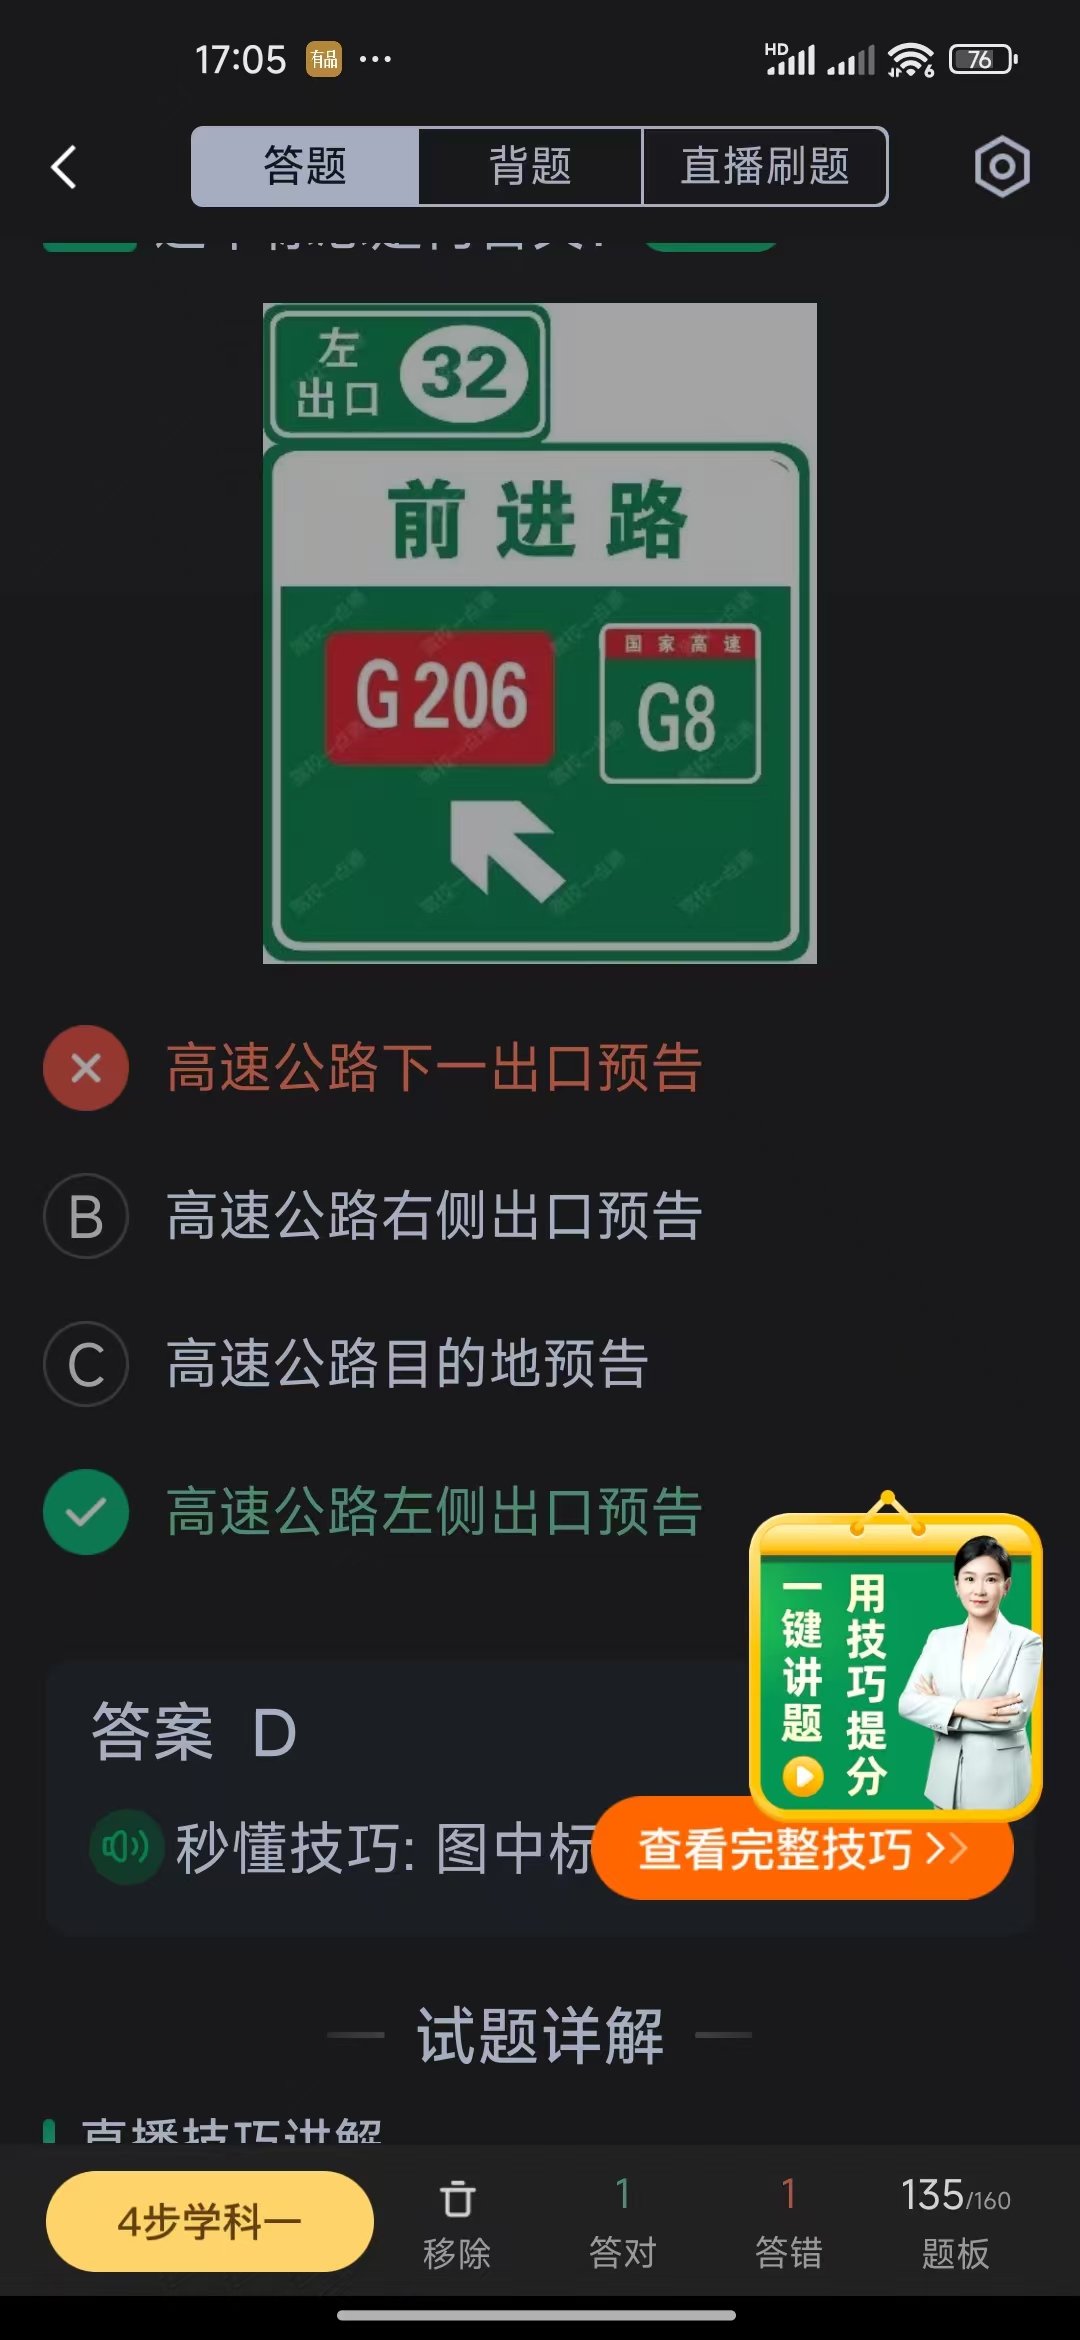 17:05 有品 ···
HD 6 76
答题 背题 直播刷题
左
出口
32
前进路
G206
国家高速
G8
高速公路下一出口预告
B 高速公路右侧出口预告
C 高速公路目的地预告
高速公路左侧出口预告
用技巧提分
一键讲题
答案 D
秒懂技巧: 图中标
查看完整技巧
试题详解
直播技巧讲解
4步学科一
移除
1
答对
1
答错
135/160
题板